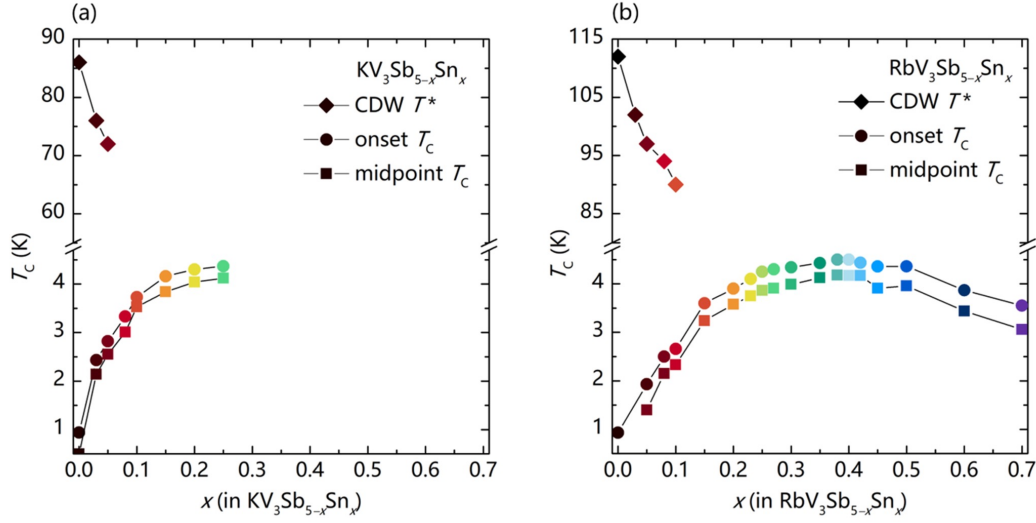 (a)
90
80
70
60
4
3
2
1
T_C (K)
KV₃Sb₅₋ₓSnₓ
CDW T*
onset T_C
midpoint T_C
0.0 0.1 0.2 0.3 0.4 0.5 0.6 0.7
x (in KV₃Sb₅₋ₓSnₓ)
(b)
115
105
95
85
4
3
2
1
T_C (K)
RbV₃Sb₅₋ₓSnₓ
CDW T*
onset T_C
midpoint T_C
0.0 0.1 0.2 0.3 0.4 0.5 0.6 0.7
x (in RbV₃Sb₅₋ₓSnₓ)